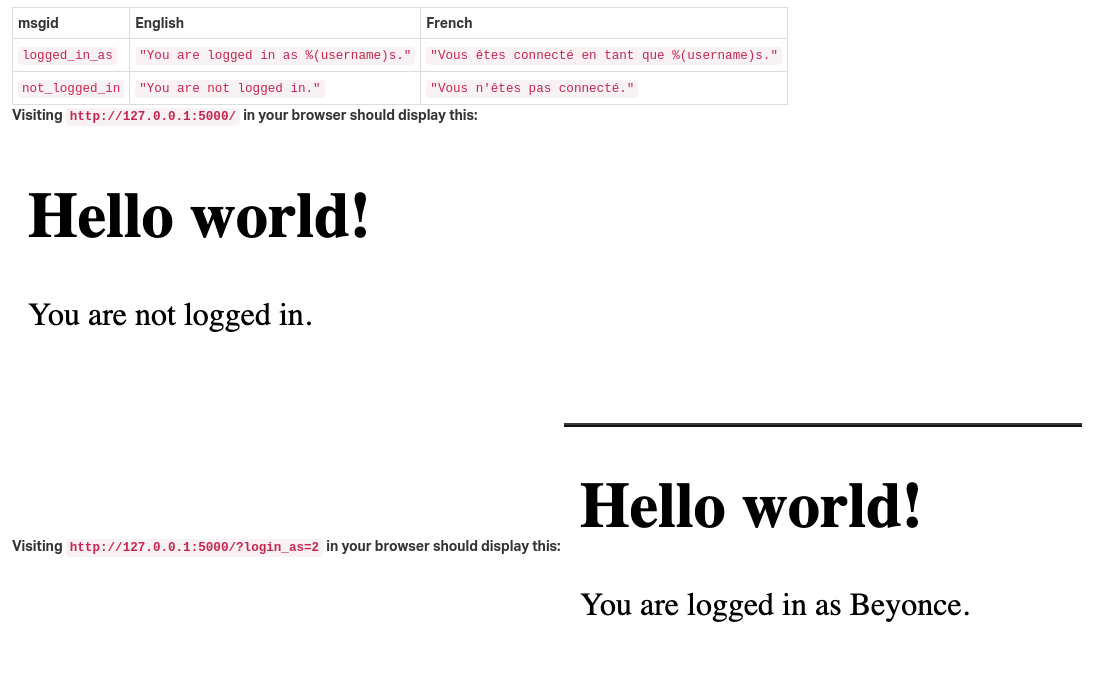 msgid English French
logged_in_as "You are logged in as %(username)s." "Vous êtes connecté en tant que %(username)s."
not_logged_in "You are not logged in." "Vous n'êtes pas connecté."
Visiting http://127.0.0.1:5000/ in your browser should display this:
Hello world!
You are not logged in.
Visiting http://127.0.0.1:5000/?login_as=2 in your browser should display this:
Hello world!
You are logged in as Beyonce.